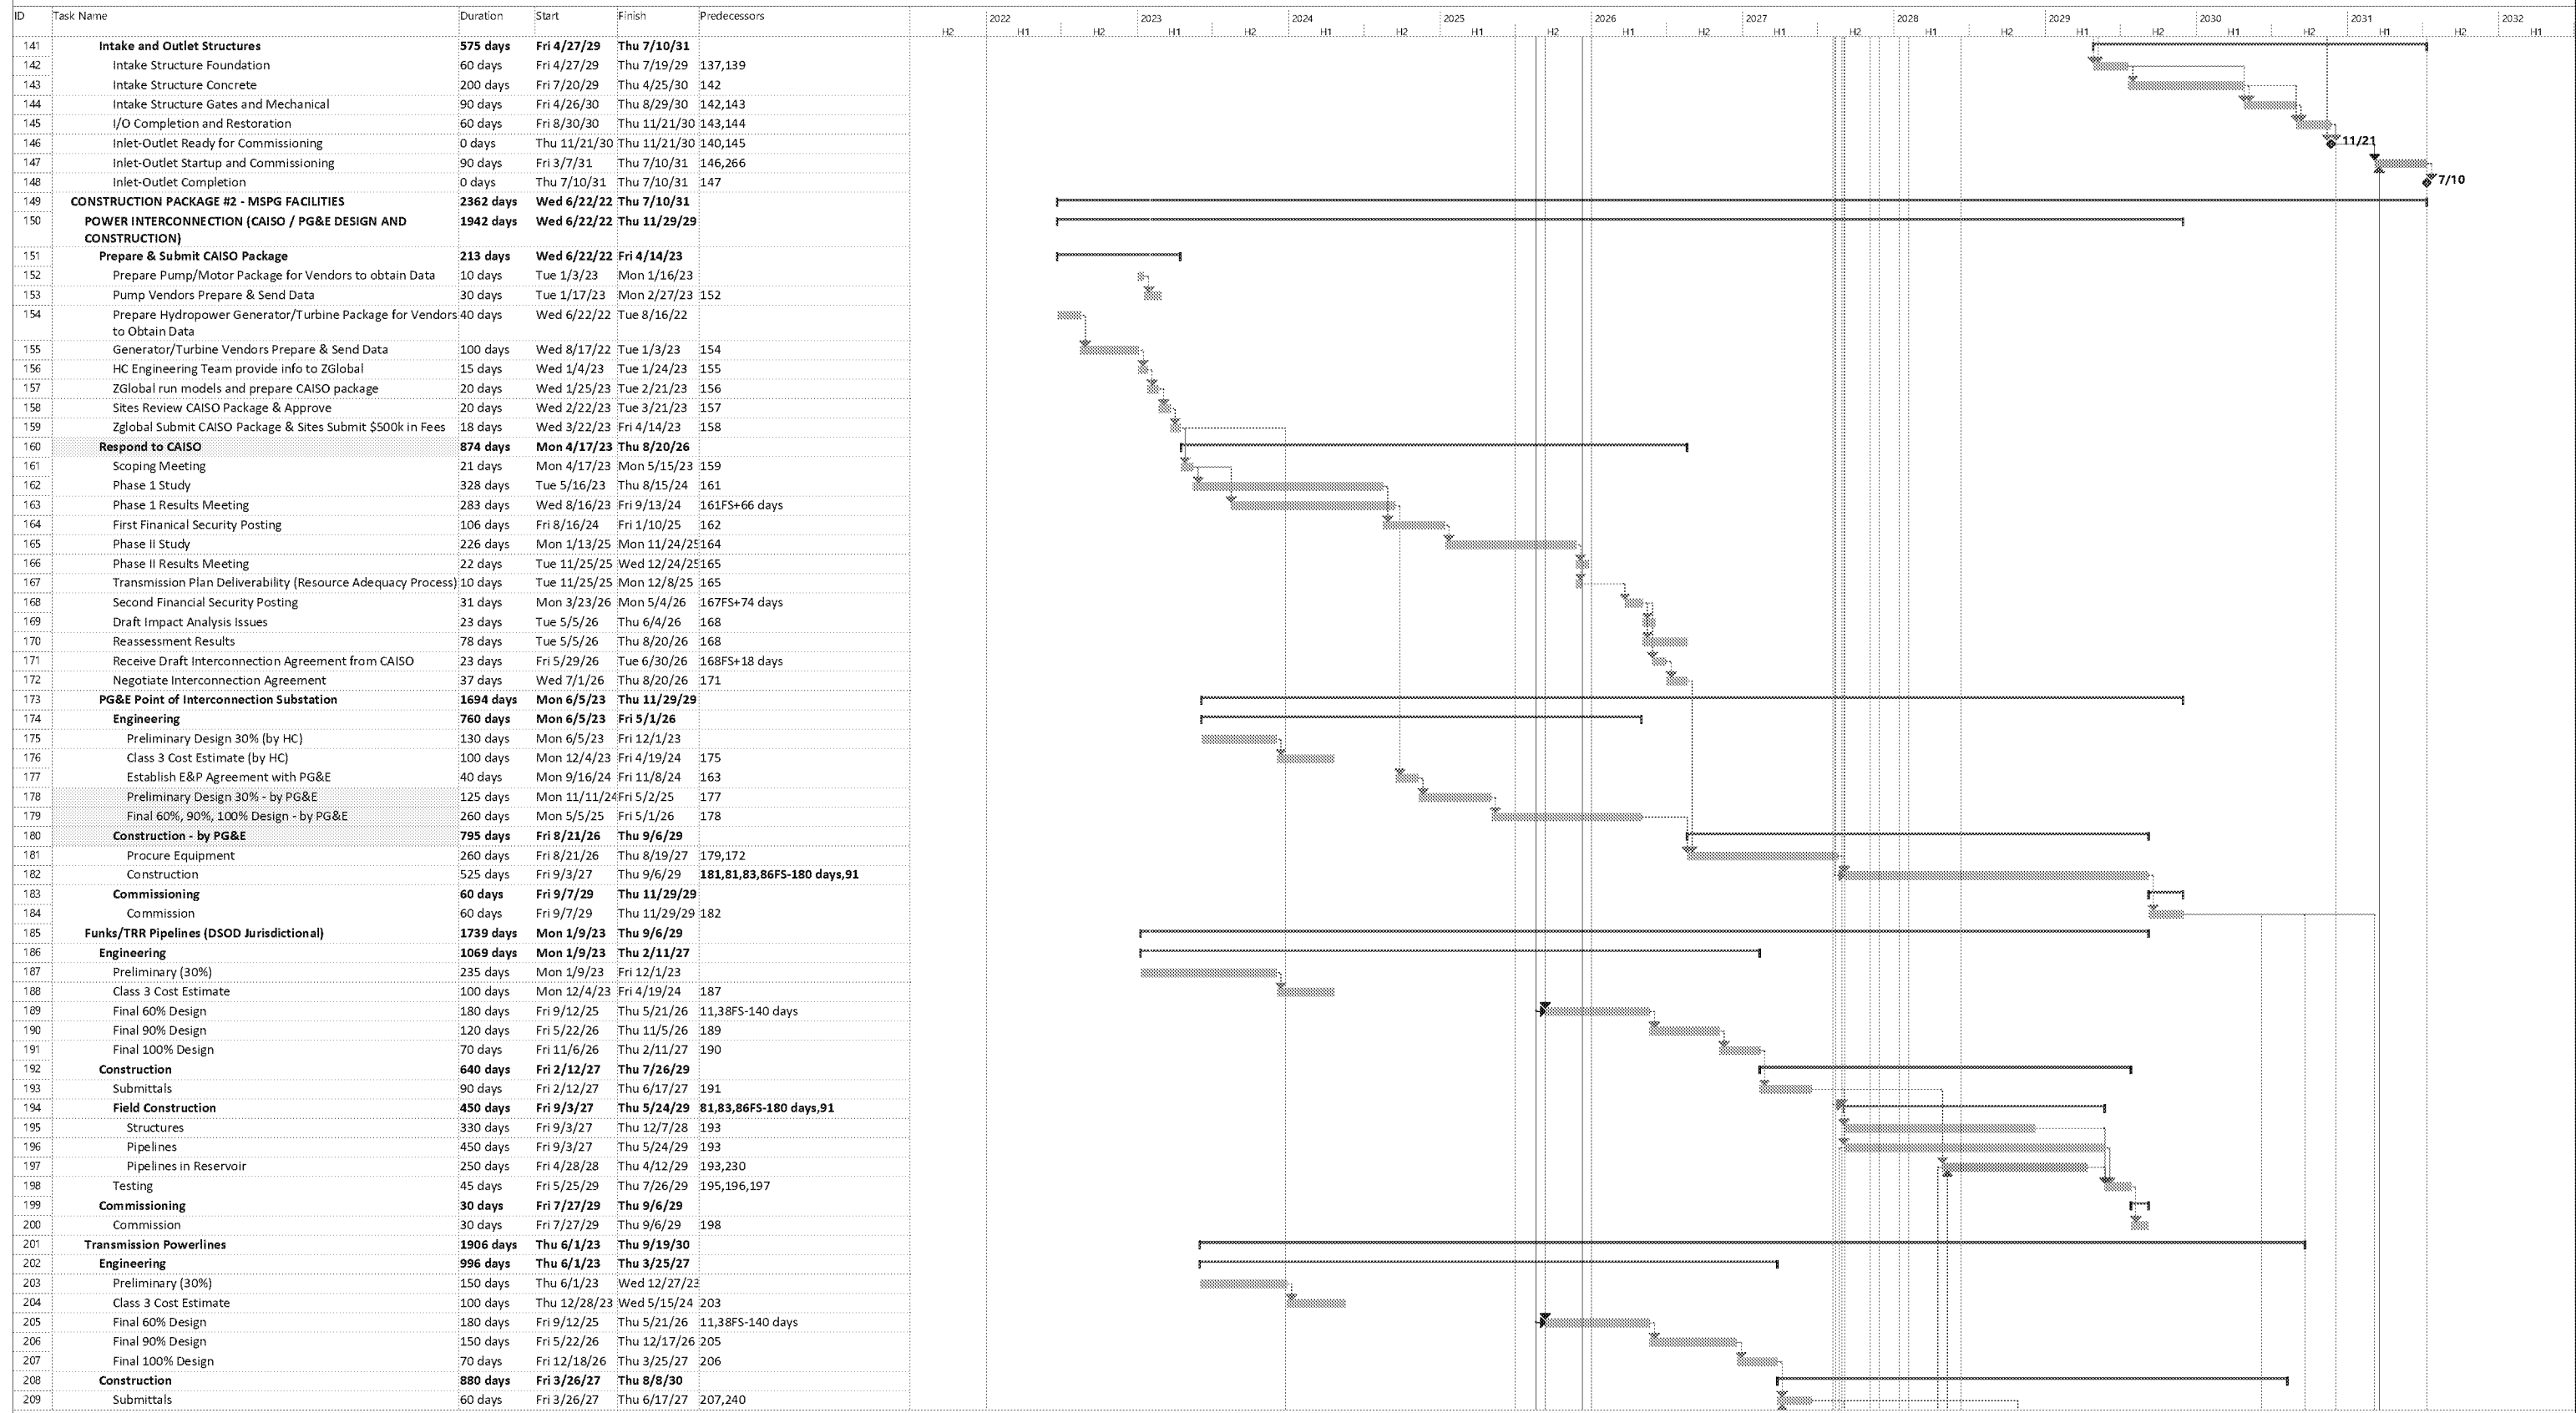 ID Task Name Duration Start Finish Predecessors 2022 2023 2024 2025 2026 2027 2028 2029 2030 2031 2032
H2 H1 H2 H1 H2 H1 H2 H1 H2 H1 H2 H1 H2 H1 H2 H1 H2 H1 H2 H1 H2 H1
141 Intake and Outlet Structures 575 days Fri 4/27/29 Thu 7/10/31
142 Intake Structure Foundation 60 days Fri 4/27/29 Thu 7/19/29 137,139
143 Intake Structure Concrete 200 days Fri 7/20/29 Thu 4/25/30 142
144 Intake Structure Gates and Mechanical 90 days Fri 4/26/30 Thu 8/29/30 142,143
145 I/O Completion and Restoration 60 days Fri 8/30/30 Thu 11/21/30 143,144
146 Inlet-Outlet Ready for Commissioning 0 days Thu 11/21/30 Thu 11/21/30 140,145 11/21
147 Inlet-Outlet Startup and Commissioning 90 days Fri 3/7/31 Thu 7/10/31 146,266
148 Inlet-Outlet Completion 0 days Thu 7/10/31 Thu 7/10/31 147 7/10
149 CONSTRUCTION PACKAGE #2 - MSPG FACILITIES 2362 days Wed 6/22/22 Thu 7/10/31
150 POWER INTERCONNECTION (CAISO / PG&E DESIGN AND 1942 days Wed 6/22/22 Thu 11/29/29
CONSTRUCTION)
151 Prepare & Submit CAISO Package 213 days Wed 6/22/22 Fri 4/14/23
152 Prepare Pump/Motor Package for Vendors to obtain Data 10 days Tue 1/3/23 Mon 1/16/23
153 Pump Vendors Prepare & Send Data 30 days Tue 1/17/23 Mon 2/27/23 152
154 Prepare Hydropower Generator/Turbine Package for Vendors 40 days Wed 6/22/22 Tue 8/16/22
to Obtain Data
155 Generator/Turbine Vendors Prepare & Send Data 100 days Wed 8/17/22 Tue 1/3/23 154
156 HC Engineering Team provide info to ZGlobal 15 days Wed 1/4/23 Tue 1/24/23 155
157 ZGlobal run models and prepare CAISO package 20 days Wed 1/25/23 Tue 2/21/23 156
158 Sites Review CAISO Package & Approve 20 days Wed 2/22/23 Tue 3/21/23 157
159 Zglobal Submit CAISO Package & Sites Submit $500k in Fees 18 days Wed 3/22/23 Fri 4/14/23 158
160 Respond to CAISO 874 days Mon 4/17/23 Thu 8/20/26
161 Scoping Meeting 21 days Mon 4/17/23 Mon 5/15/23 159
162 Phase 1 Study 328 days Tue 5/16/23 Thu 8/15/24 161
163 Phase 1 Results Meeting 283 days Wed 8/16/23 Fri 9/13/24 161FS+66 days
164 First Finanical Security Posting 106 days Fri 8/16/24 Fri 1/10/25 162
165 Phase II Study 226 days Mon 1/13/25 Mon 11/24/25 164
166 Phase II Results Meeting 22 days Tue 11/25/25 Wed 12/24/25 165
167 Transmission Plan Deliverability (Resource Adequacy Process) 10 days Tue 11/25/25 Mon 12/8/25 165
168 Second Financial Security Posting 31 days Mon 3/23/26 Mon 5/4/26 167FS+74 days
169 Draft Impact Analysis Issues 23 days Tue 5/5/26 Thu 6/4/26 168
170 Reassessment Results 78 days Tue 5/5/26 Thu 8/20/26 168
171 Receive Draft Interconnection Agreement from CAISO 23 days Fri 5/29/26 Tue 6/30/26 168FS+18 days
172 Negotiate Interconnection Agreement 37 days Wed 7/1/26 Thu 8/20/26 171
173 PG&E Point of Interconnection Substation 1694 days Mon 6/5/23 Thu 11/29/29
174 Engineering 760 days Mon 6/5/23 Fri 5/1/26
175 Preliminary Design 30% (by HC) 130 days Mon 6/5/23 Fri 12/1/23
176 Class 3 Cost Estimate (by HC) 100 days Mon 12/4/23 Fri 4/19/24 175
177 Establish E&P Agreement with PG&E 40 days Mon 9/16/24 Fri 11/8/24 163
178 Preliminary Design 30% - by PG&E 125 days Mon 11/11/24 Fri 5/2/25 177
179 Final 60%, 90%, 100% Design - by PG&E 260 days Mon 5/5/25 Fri 5/1/26 178
180 Construction - by PG&E 795 days Fri 8/21/26 Thu 9/6/29
181 Procure Equipment 260 days Fri 8/21/26 Thu 8/19/27 179,172
182 Construction 525 days Fri 9/3/27 Thu 9/6/29 181,81,83,86FS-180 days,91
183 Commissioning 60 days Fri 9/7/29 Thu 11/29/29
184 Commission 60 days Fri 9/7/29 Thu 11/29/29 182
185 Funks/TRR Pipelines (DSOD Jurisdictional) 1739 days Mon 1/9/23 Thu 9/6/29
186 Engineering 1069 days Mon 1/9/23 Thu 2/11/27
187 Preliminary (30%) 235 days Mon 1/9/23 Fri 12/1/23
188 Class 3 Cost Estimate 100 days Mon 12/4/23 Fri 4/19/24 187
189 Final 60% Design 180 days Fri 9/12/25 Thu 5/21/26 11,38FS-140 days
190 Final 90% Design 120 days Fri 5/22/26 Thu 11/5/26 189
191 Final 100% Design 70 days Fri 11/6/26 Thu 2/11/27 190
192 Construction 640 days Fri 2/12/27 Thu 7/26/29
193 Submittals 90 days Fri 2/12/27 Thu 6/17/27 191
194 Field Construction 450 days Fri 9/3/27 Thu 5/24/29 81,83,86FS-180 days,91
195 Structures 330 days Fri 9/3/27 Thu 12/7/28 193
196 Pipelines 450 days Fri 9/3/27 Thu 5/24/29 193
197 Pipelines in Reservoir 250 days Fri 4/28/28 Thu 4/12/29 193,230
198 Testing 45 days Fri 5/25/29 Thu 7/26/29 195,196,197
199 Commissioning 30 days Fri 7/27/29 Thu 9/6/29
200 Commission 30 days Fri 7/27/29 Thu 9/6/29 198
201 Transmission Powerlines 1906 days Thu 6/1/23 Thu 9/19/30
202 Engineering 996 days Thu 6/1/23 Thu 3/25/27
203 Preliminary (30%) 150 days Thu 6/1/23 Wed 12/27/23
204 Class 3 Cost Estimate 100 days Thu 12/28/23 Wed 5/15/24 203
205 Final 60% Design 180 days Fri 9/12/25 Thu 5/21/26 11,38FS-140 days
206 Final 90% Design 150 days Fri 5/22/26 Thu 12/17/26 205
207 Final 100% Design 70 days Fri 12/18/26 Thu 3/25/27 206
208 Construction 880 days Fri 3/26/27 Thu 8/8/30
209 Submittals 60 days Fri 3/26/27 Thu 6/17/27 207,240